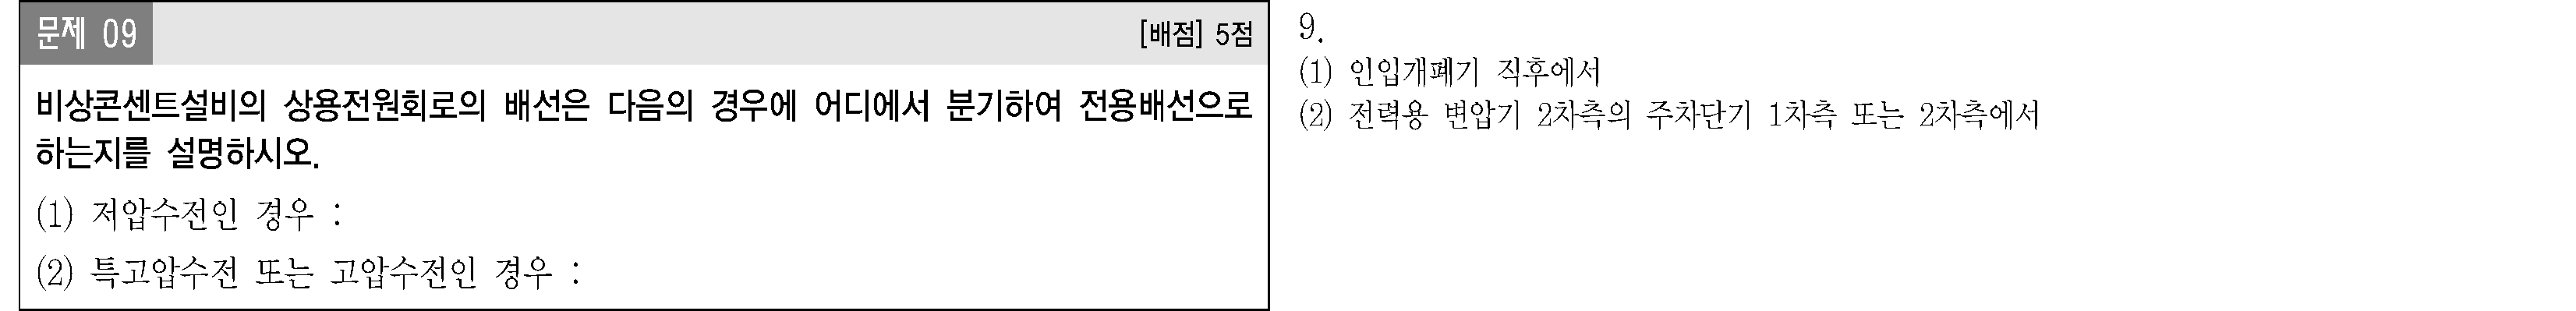 문제 09
[배점] 5점
비상콘센트설비의 상용전원회로의 배선은 다음의 경우에 어디에서 분기하여 전용배선으로
하는지를 설명하시오.
(1) 저압수전인 경우 :
(2) 특고압수전 또는 고압수전인 경우 :
9.
(1) 인입개폐기 직후에서
(2) 전력용 변압기 2차측의 주차단기 1차측 또는 2차측에서